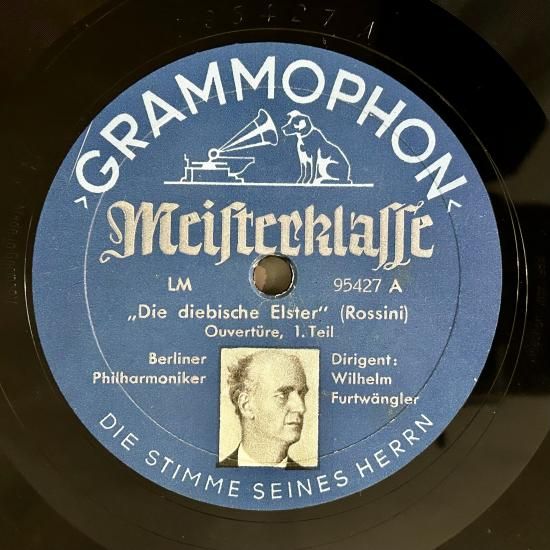 95427 A
›GRAMMOPHON‹
Meisterklasse
LM 95427 A
„Die diebische Elster“ (Rossini)
Ouvertüre, 1. Teil
Berliner
Philharmoniker
Dirigent:
Wilhelm
Furtwängler
DIE STIMME SEINES HERRN